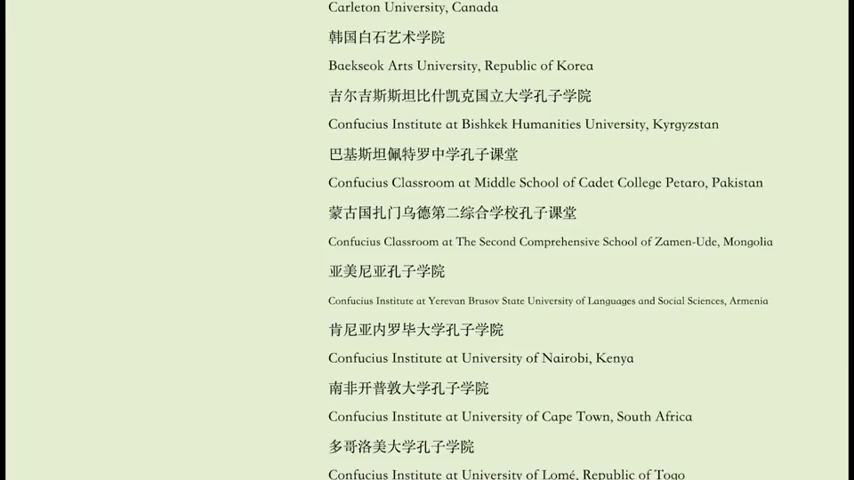 Carleton University, Canada
韩国白石艺术学院
Baekseok Arts University, Republic of Korea
吉尔吉斯斯坦比什凯克国立大学孔子学院
Confucius Institute at Bishkek Humanities University, Kyrgyzstan
巴基斯坦佩特罗中学孔子课堂
Confucius Classroom at Middle School of Cadet College Petaro, Pakistan
蒙古国扎门乌德第二综合学校孔子课堂
Confucius Classroom at The Second Comprehensive School of Zamen-Ude, Mongolia
亚美尼亚孔子学院
Confucius Institute at Yerevan Brusov State University of Languages and Social Sciences, Armenia
肯尼亚内罗毕大学孔子学院
Confucius Institute at University of Nairobi, Kenya
南非开普敦大学孔子学院
Confucius Institute at University of Cape Town, South Africa
多哥洛美大学孔子学院
Confucius Institute at University of Lomé, Republic of Togo